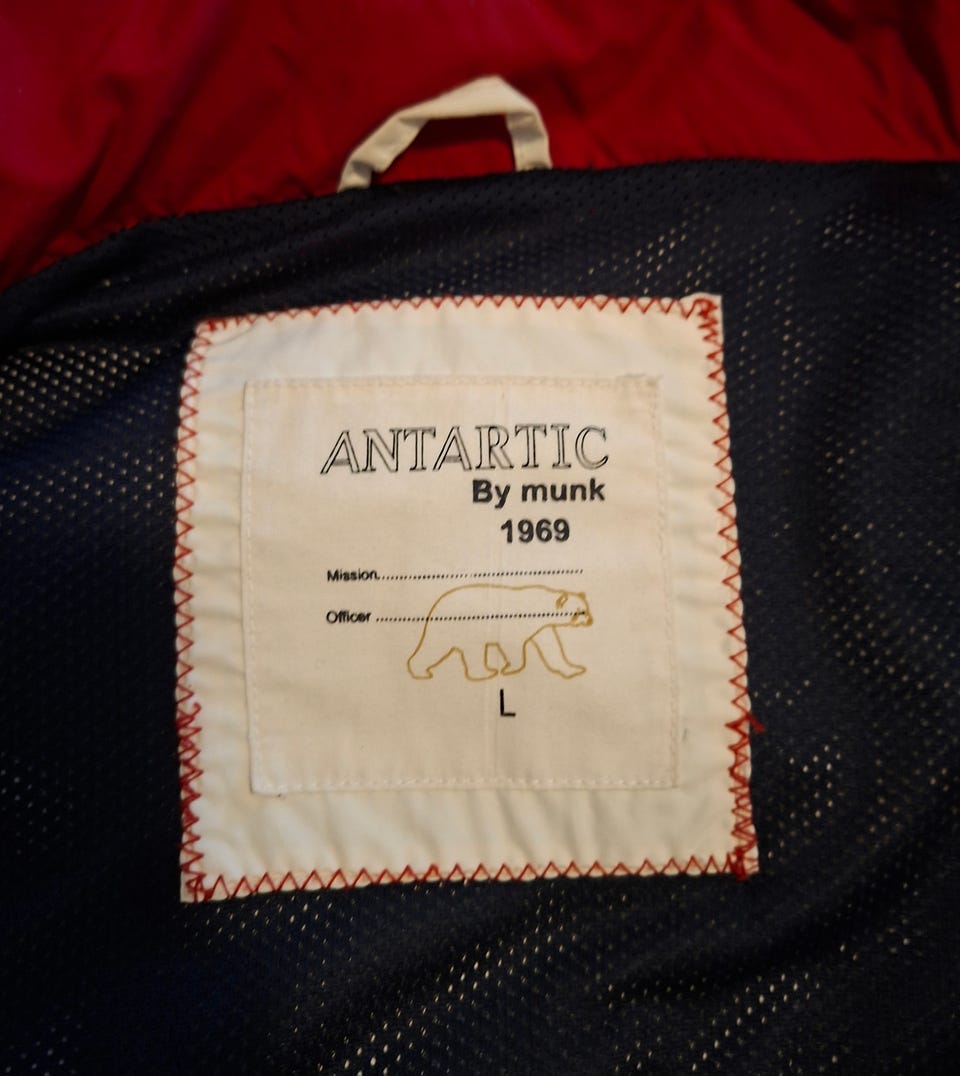 ANTARTIC
By munk
1969
Mission........................................
Officer ........................................
L